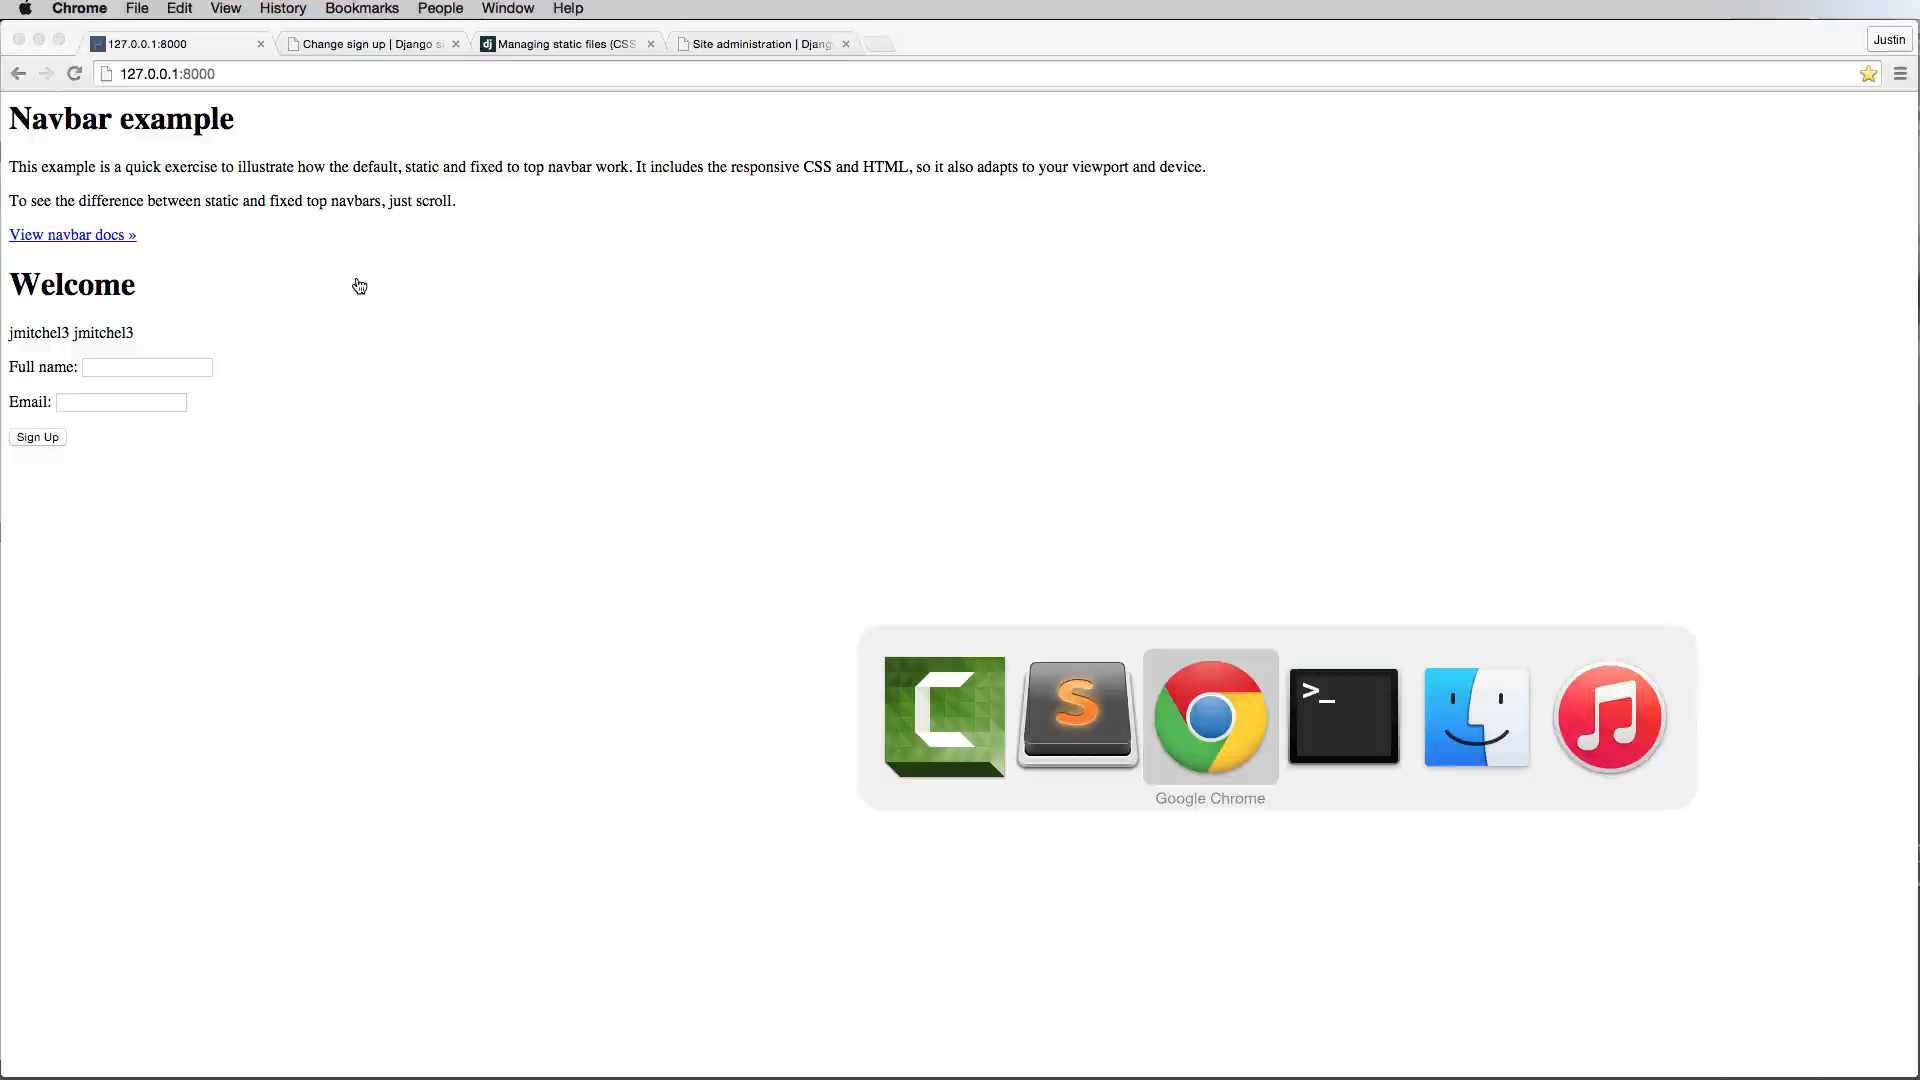 Chrome File Edit View History Bookmarks People Window Help
127.0.0.1:8000
Change sign up | Django s
dj Managing static files (CSS
Site administration | Djang
Justin
127.0.0.1:8000
Navbar example
This example is a quick exercise to illustrate how the default, static and fixed to top navbar work. It includes the responsive CSS and HTML, so it also adapts to your viewport and device.
To see the difference between static and fixed top navbars, just scroll.
View navbar docs »
Welcome
jmitchel3 jmitchel3
Full name:
Email:
Sign Up
S
>_
Google Chrome